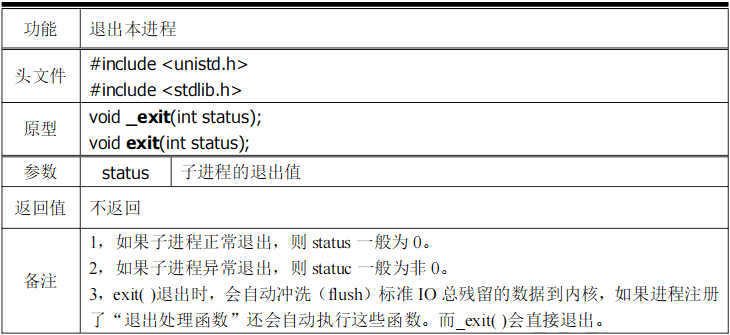 功能 退出本进程
头文件 #include <unistd.h>
#include <stdlib.h>
原型 void _exit(int status);
void exit(int status);
参数 status 子进程的退出值
返回值 不返回
备注 1，如果子进程正常退出，则 status 一般为 0。
2，如果子进程异常退出，则 statuc 一般为非 0。
3，exit( )退出时，会自动冲洗（flush）标准 IO 总残留的数据到内核，如果进程注册
了“退出处理函数”还会自动执行这些函数。而_exit( )会直接退出。